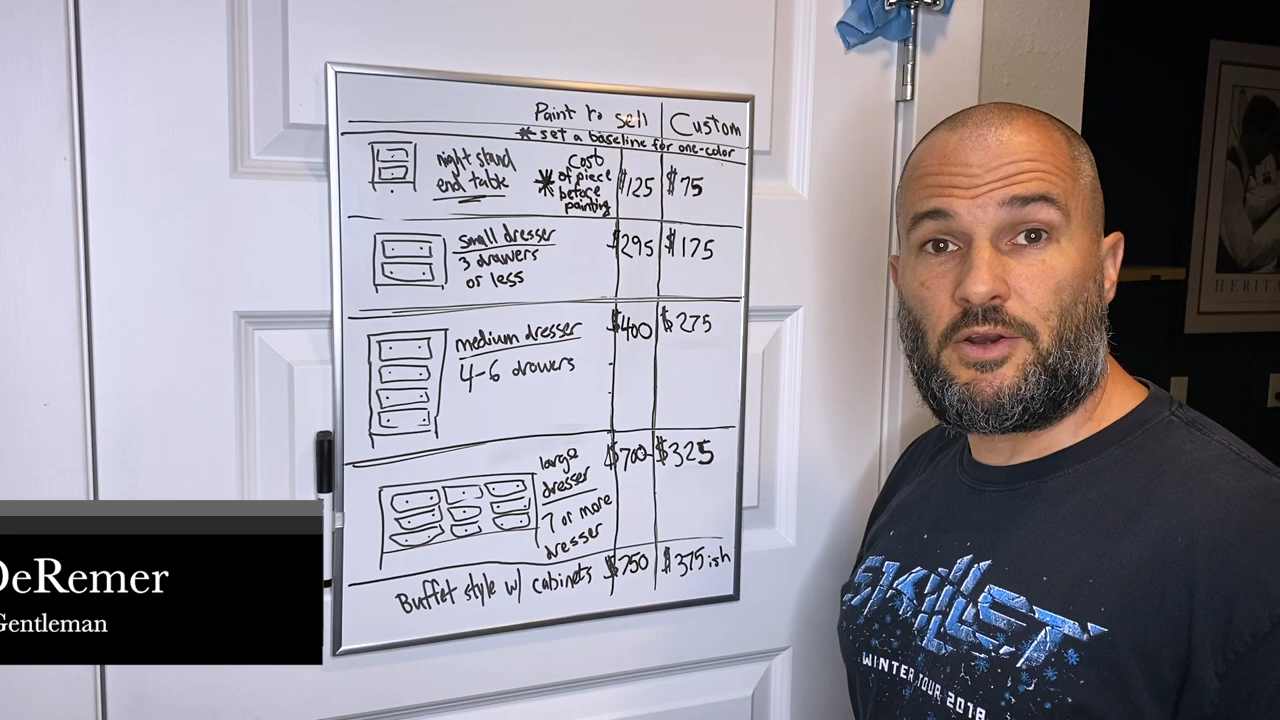 Paint to sell
Custom
* set a baseline for one-color
night stand
end table
* Cost
of piece
before
painting
$125
$75
small dresser
3 drawers
or less
$295
$175
medium dresser
4-6 drawers
$400
$275
large
dresser
7 or more
dresser
$700
$325
Buffet style w/ cabinets
$750
$375ish
DeRemer
Gentleman
SKILLET
WINTER TOUR 2018
HERITA